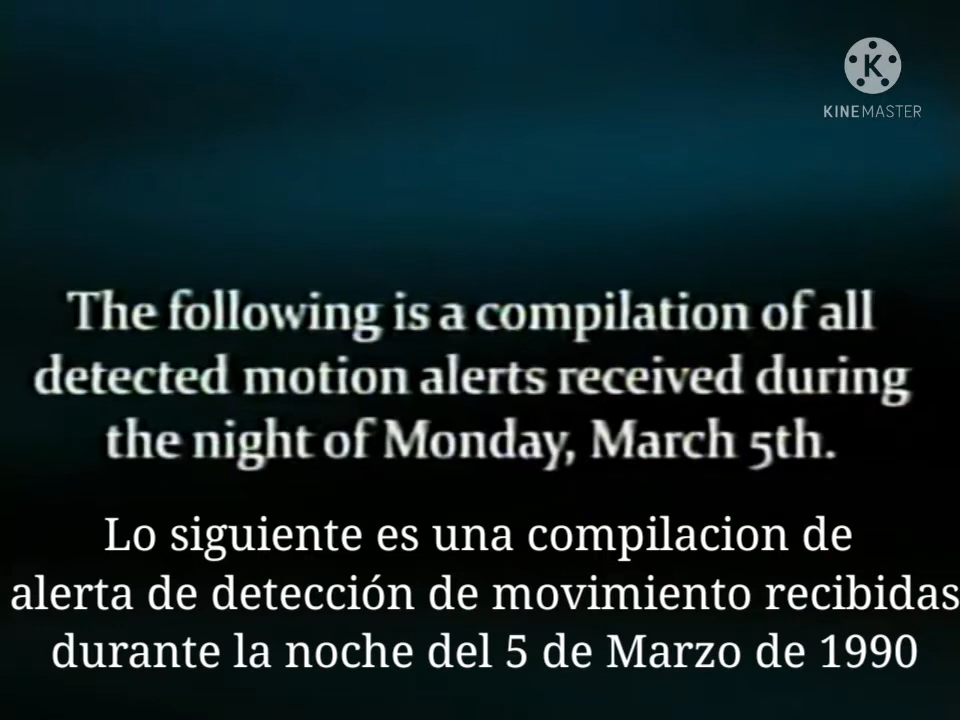 KINEMASTER
The following is a compilation of all
detected motion alerts received during
the night of Monday, March 5th.
Lo siguiente es una compilacion de
alerta de detección de movimiento recibidas
durante la noche del 5 de Marzo de 1990